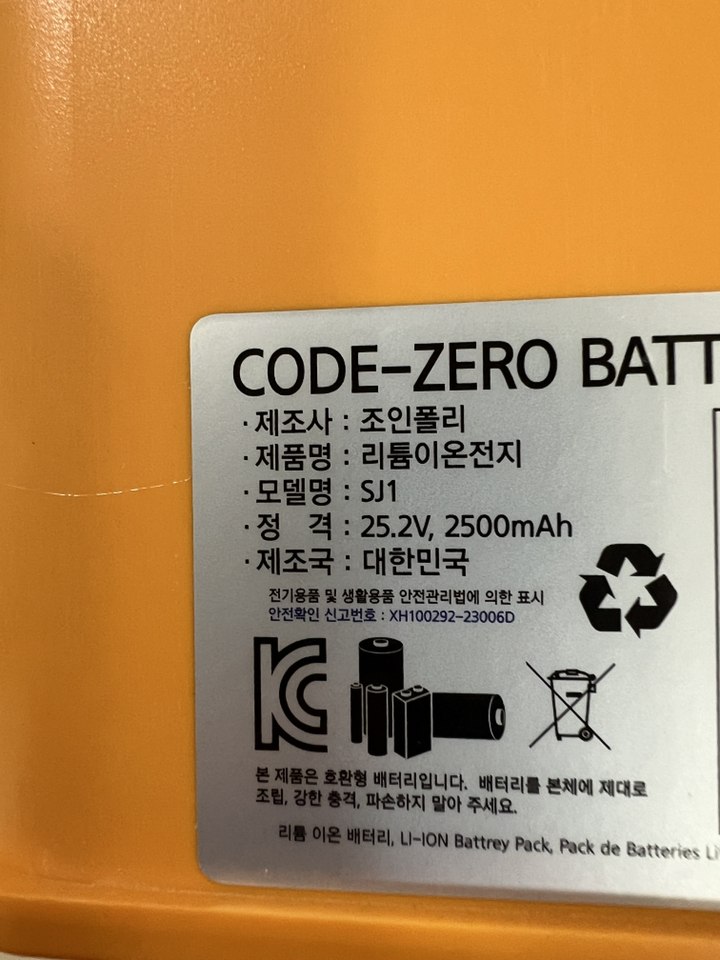 CODE-ZERO BATT
· 제조사 : 조인폴리
· 제품명 : 리튬이온전지
· 모델명 : SJ1
· 정 격 : 25.2V, 2500mAh
· 제조국 : 대한민국
전기용품 및 생활용품 안전관리법에 의한 표시
안전확인 신고번호 : XH100292-23006D
본 제품은 호환형 배터리입니다. 배터리를 본체에 제대로
조립, 강한 충격, 파손하지 말아 주세요.
리튬 이온 배터리, LI-ION Battrey Pack, Pack de Batteries Li